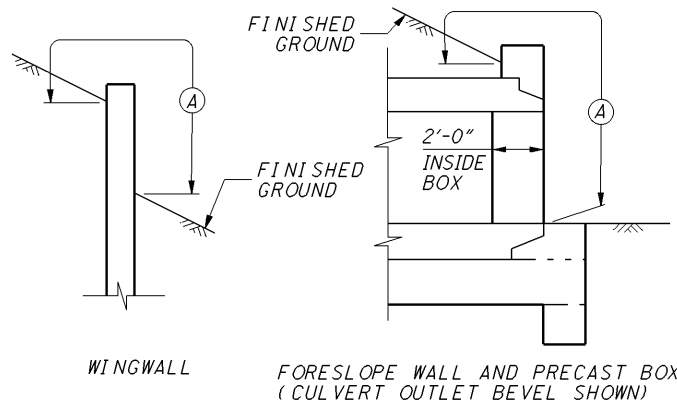 FINISHED
GROUND
A
FINISHED
GROUND
WINGWALL
2'-0"
INSIDE
BOX
A
FORESLOPE WALL AND PRECAST BOX
(CULVERT OUTLET BEVEL SHOWN)